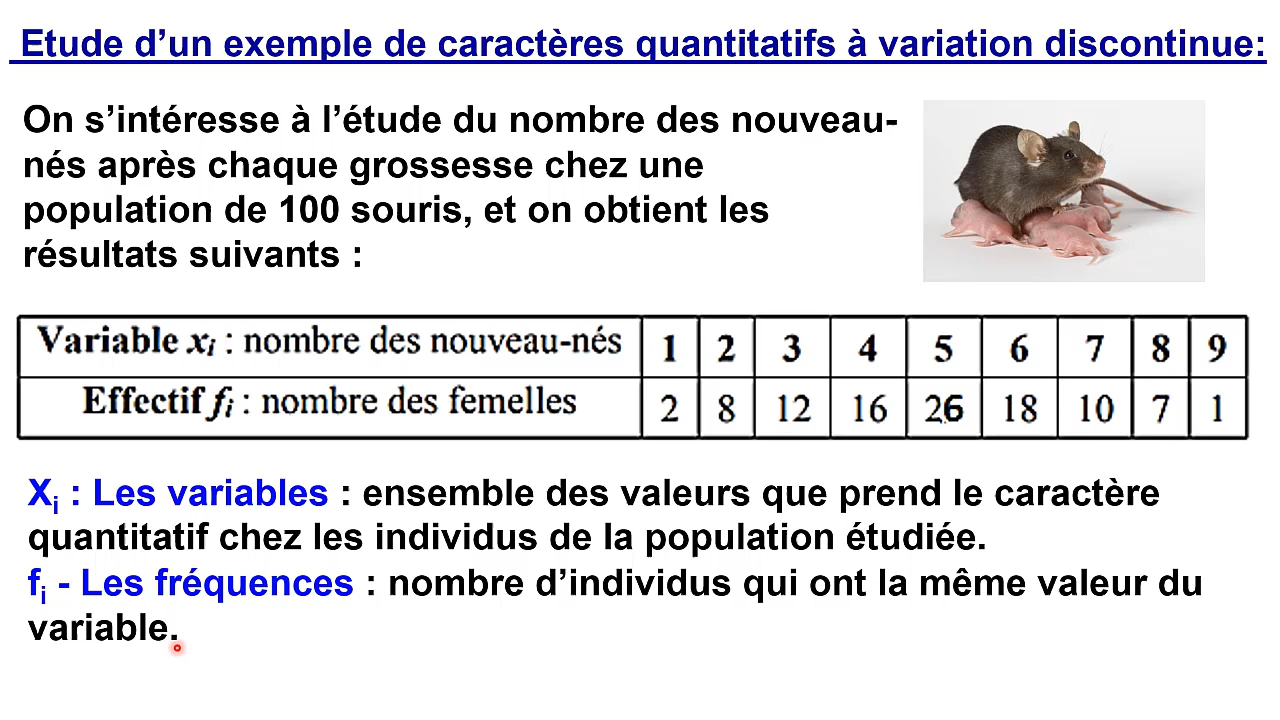 Etude d’un exemple de caractères quantitatifs à variation discontinue:
On s’intéresse à l’étude du nombre des nouveau-
nés après chaque grossesse chez une
population de 100 souris, et on obtient les
résultats suivants :
Variable xi : nombre des nouveau-nés 1 2 3 4 5 6 7 8 9
Effectif fi : nombre des femelles 2 8 12 16 26 18 10 7 1
Xi : Les variables : ensemble des valeurs que prend le caractère
quantitatif chez les individus de la population étudiée.
fi - Les fréquences : nombre d’individus qui ont la même valeur du
variable.